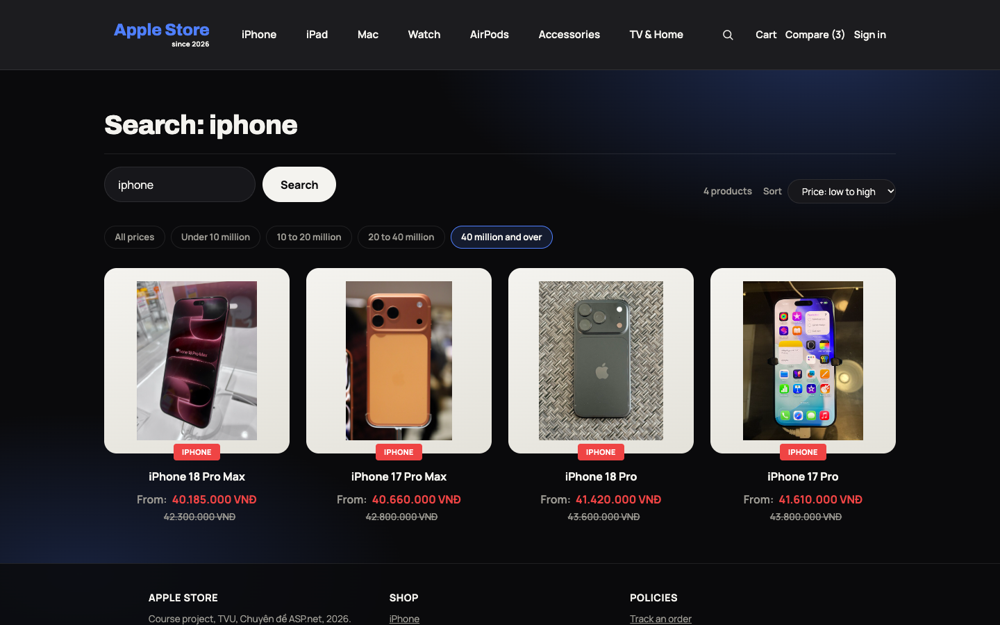 Apple Store
since 2026
iPhone
iPad
Mac
Watch
AirPods
Accessories
TV & Home
Cart
Compare (3)
Sign in
Search: iphone
iphone
Search
4 products
Sort
Price: low to high
All prices
Under 10 million
10 to 20 million
20 to 40 million
40 million and over
iPhone 18 Pro Max
IPHONE
IPHONE
IPHONE
IPHONE
iPhone 18 Pro Max
iPhone 17 Pro Max
iPhone 18 Pro
iPhone 17 Pro
From: 40.185.000 VNĐ
From: 40.660.000 VNĐ
From: 41.420.000 VNĐ
From: 41.610.000 VNĐ
42.300.000 VNĐ
42.800.000 VNĐ
43.600.000 VNĐ
43.800.000 VNĐ
APPLE STORE
SHOP
POLICIES
Course project, TVU, Chuyên đề ASP.net, 2026.
iPhone
Track an order